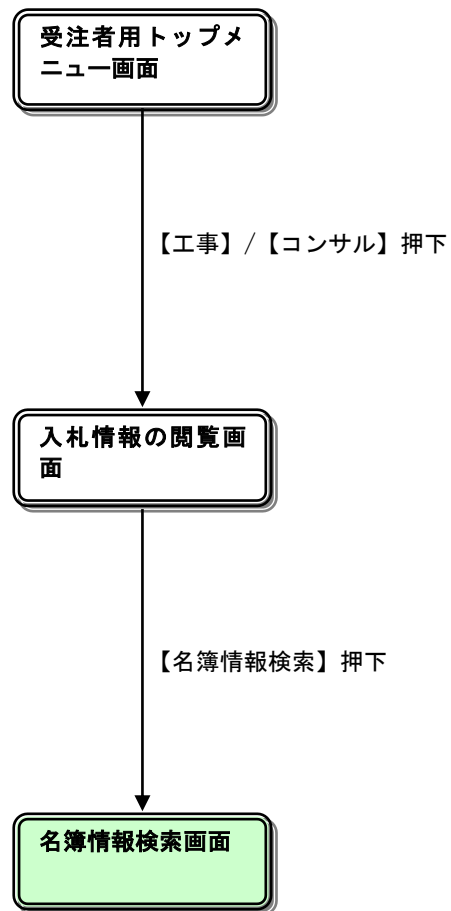 受注者用トップメ
ニュー画面
【工事】/【コンサル】押下
入札情報の閲覧画
面
【名簿情報検索】押下
名簿情報検索画面